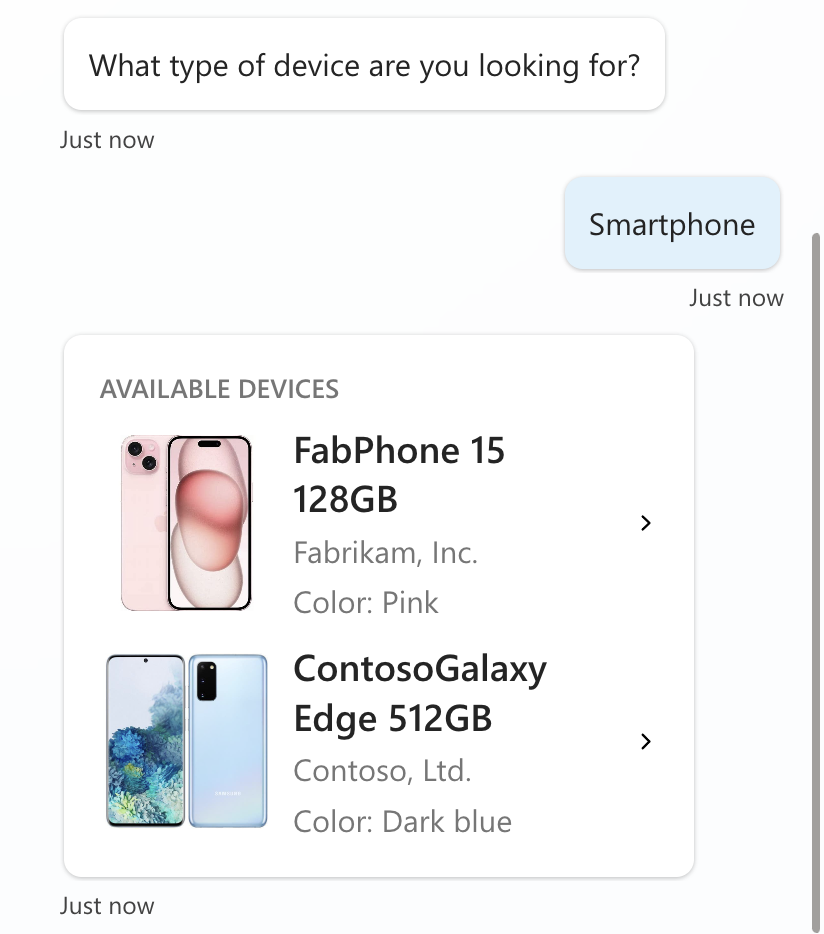 What type of device are you looking for?
Just now
Smartphone
Just now
AVAILABLE DEVICES
FabPhone 15
128GB
Fabrikam, Inc.
Color: Pink
ContosoGalaxy
Edge 512GB
Contoso, Ltd.
Color: Dark blue
SAMSUNG
Just now